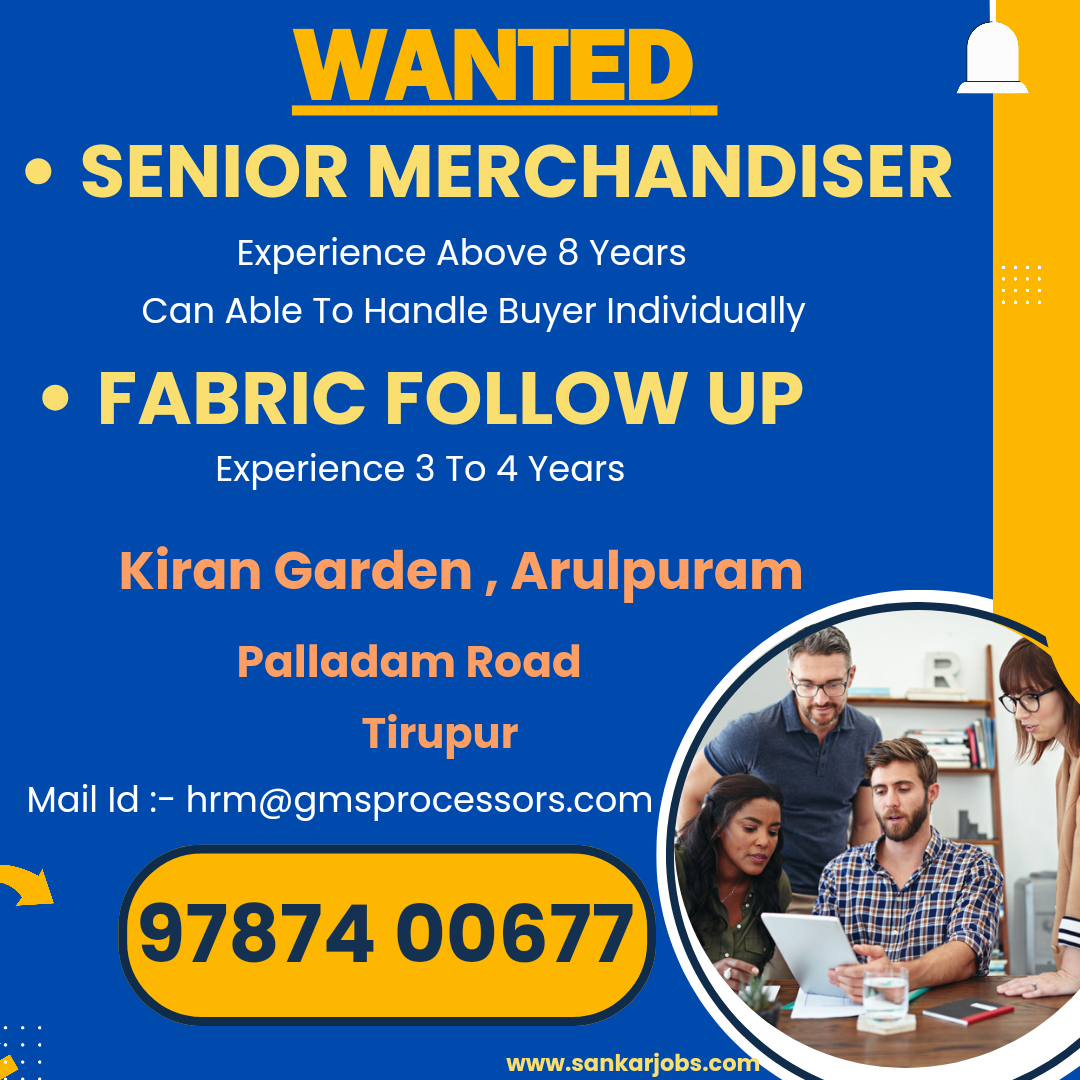 WANTED
• SENIOR MERCHANDISER
Experience Above 8 Years
Can Able To Handle Buyer Individually
• FABRIC FOLLOW UP
Experience 3 To 4 Years
Kiran Garden , Arulpuram
Palladam Road
Tirupur
Mail Id :- hrm@gmsprocessors.com
97874 00677
R
www.sankarjobs.com